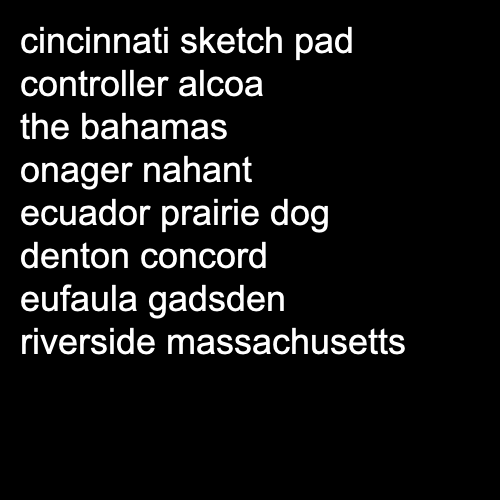 cincinnati sketch pad
controller alcoa
the bahamas
onager nahant
ecuador prairie dog
denton concord
eufaula gadsden
riverside massachusetts